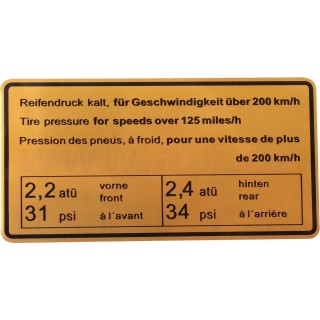 Reifendruck kalt, für Geschwindigkeit über 200 km/h
Tire pressure for speeds over 125 miles/h
Pression des pneus, à froid, pour une vitesse de plus
de 200 km/h
2,2 atü vorne 2,4 atü hinten
front rear
31 psi à l´avant 34 psi à l´arrière